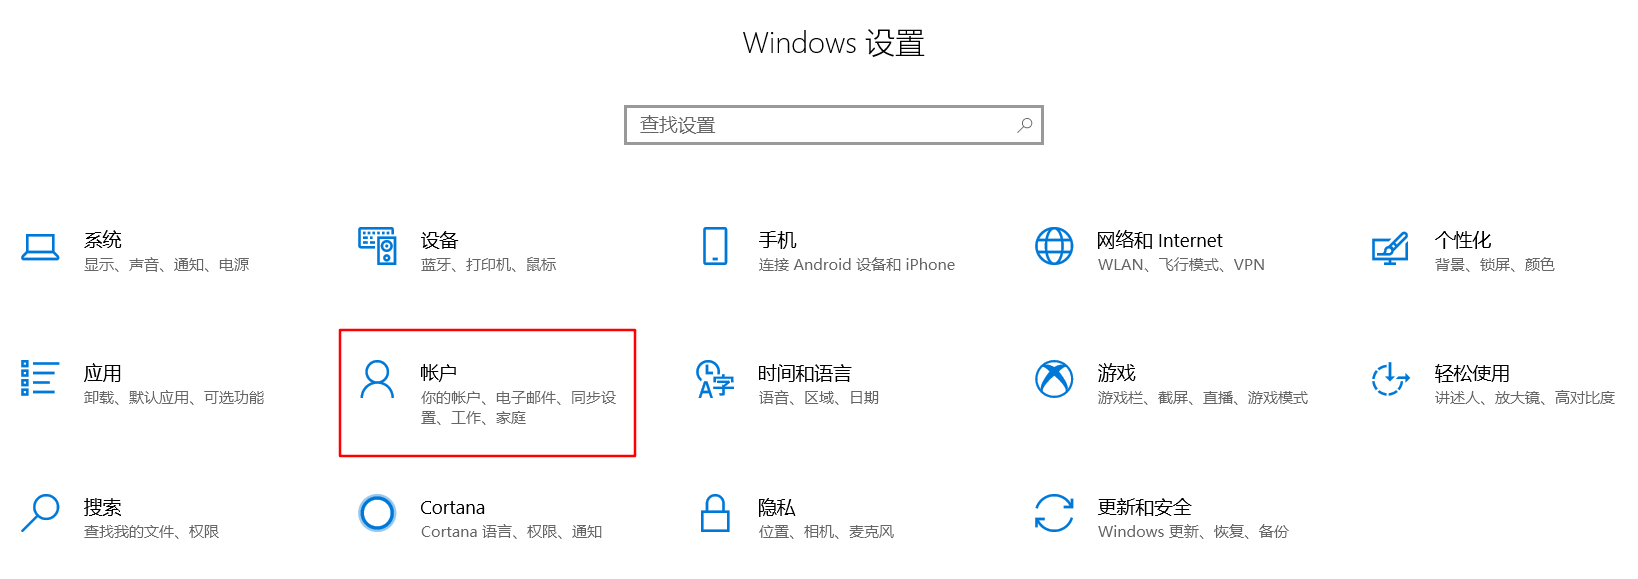 Windows 设置
查找设置
系统
显示、声音、通知、电源
设备
蓝牙、打印机、鼠标
手机
连接 Android 设备和 iPhone
网络和 Internet
WLAN、飞行模式、VPN
个性化
背景、锁屏、颜色
应用
卸载、默认应用、可选功能
帐户
你的帐户、电子邮件、同步设
置、工作、家庭
时间和语言
语音、区域、日期
游戏
游戏栏、截屏、直播、游戏模式
轻松使用
讲述人、放大镜、高对比度
搜索
查找我的文件、权限
Cortana
Cortana 语言、权限、通知
隐私
位置、相机、麦克风
更新和安全
Windows 更新、恢复、备份